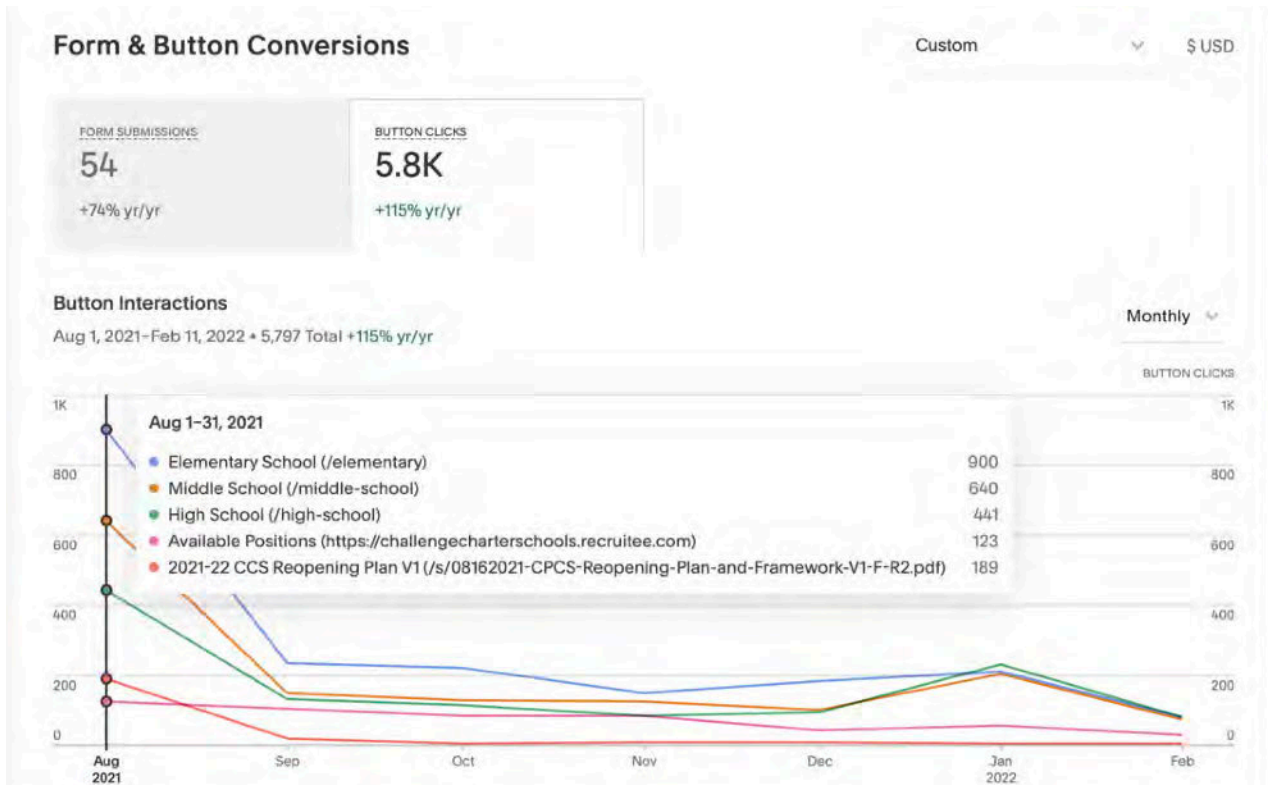 Form & Button Conversions
Custom
$ USD
FORM SUBMISSIONS
54
+74% yr/yr
BUTTON CLICKS
5.8K
+115% yr/yr
Button Interactions
Aug 1, 2021–Feb 11, 2022 • 5,797 Total +115% yr/yr
Monthly
BUTTON CLICKS
1K 1K
Aug 1–31, 2021
Elementary School (/elementary) 900
800 800
Middle School (/middle-school) 640
High School (/high-school) 441
Available Positions (https://challengecharterschools.recruitee.com) 123
600 600
2021-22 CCS Reopening Plan V1 (/s/08162021-CPCS-Reopening-Plan-and-Framework-V1-F-R2.pdf) 189
400 400
200 200
0 0
Aug Sep Oct Nov Dec Jan Feb
2021 2022